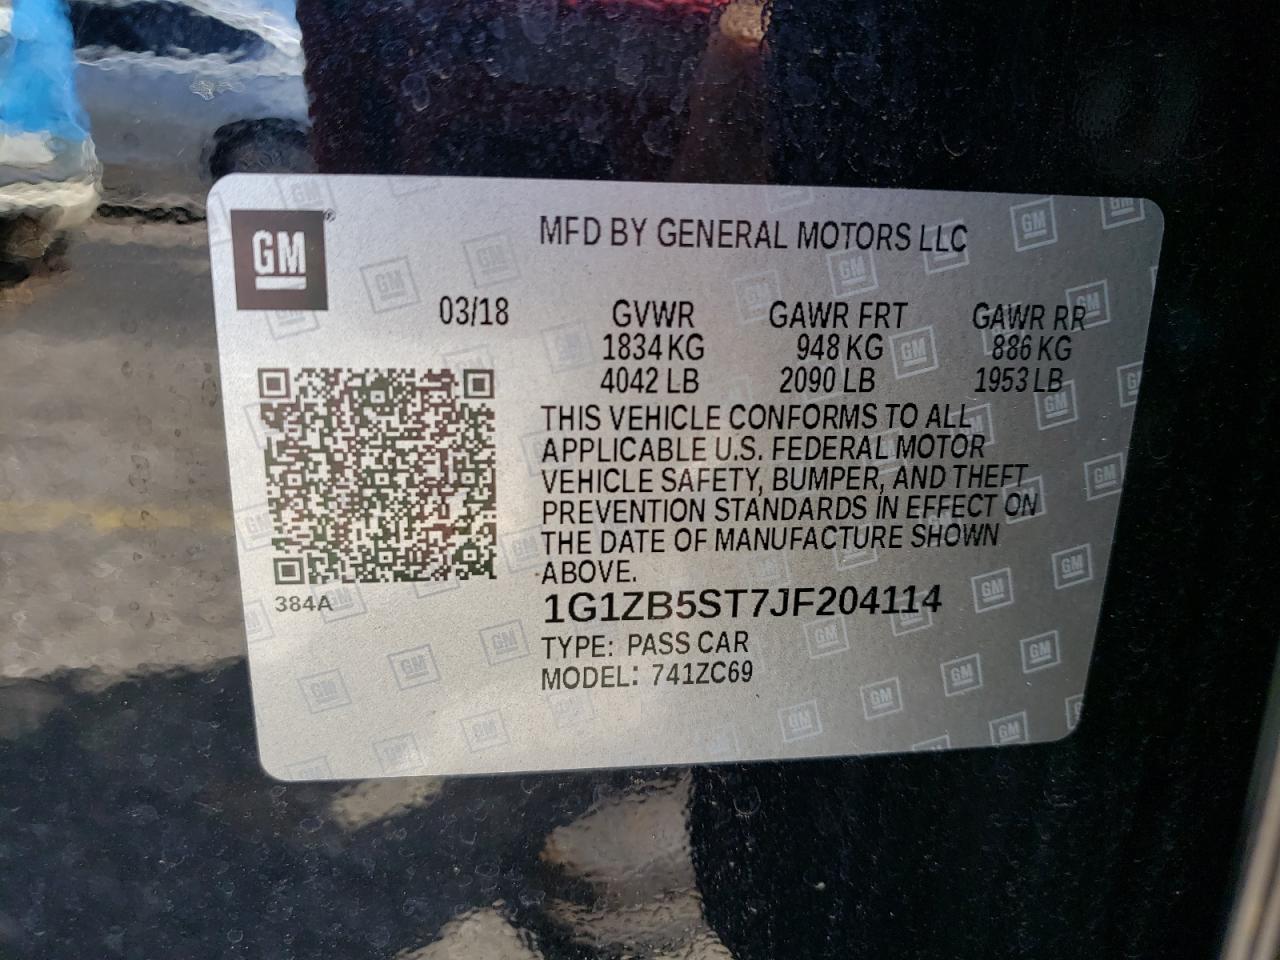 GM
MFD BY GENERAL MOTORS LLC
03/18 GVWR GAWR FRT GAWR RR
1834 KG 948 KG 886 KG
4042 LB 2090 LB 1953 LB
THIS VEHICLE CONFORMS TO ALL
APPLICABLE U.S. FEDERAL MOTOR
VEHICLE SAFETY, BUMPER, AND THEFT
PREVENTION STANDARDS IN EFFECT ON
THE DATE OF MANUFACTURE SHOWN
ABOVE.
384A
1G1ZB5ST7JF204114
TYPE: PASS CAR
MODEL: 741ZC69